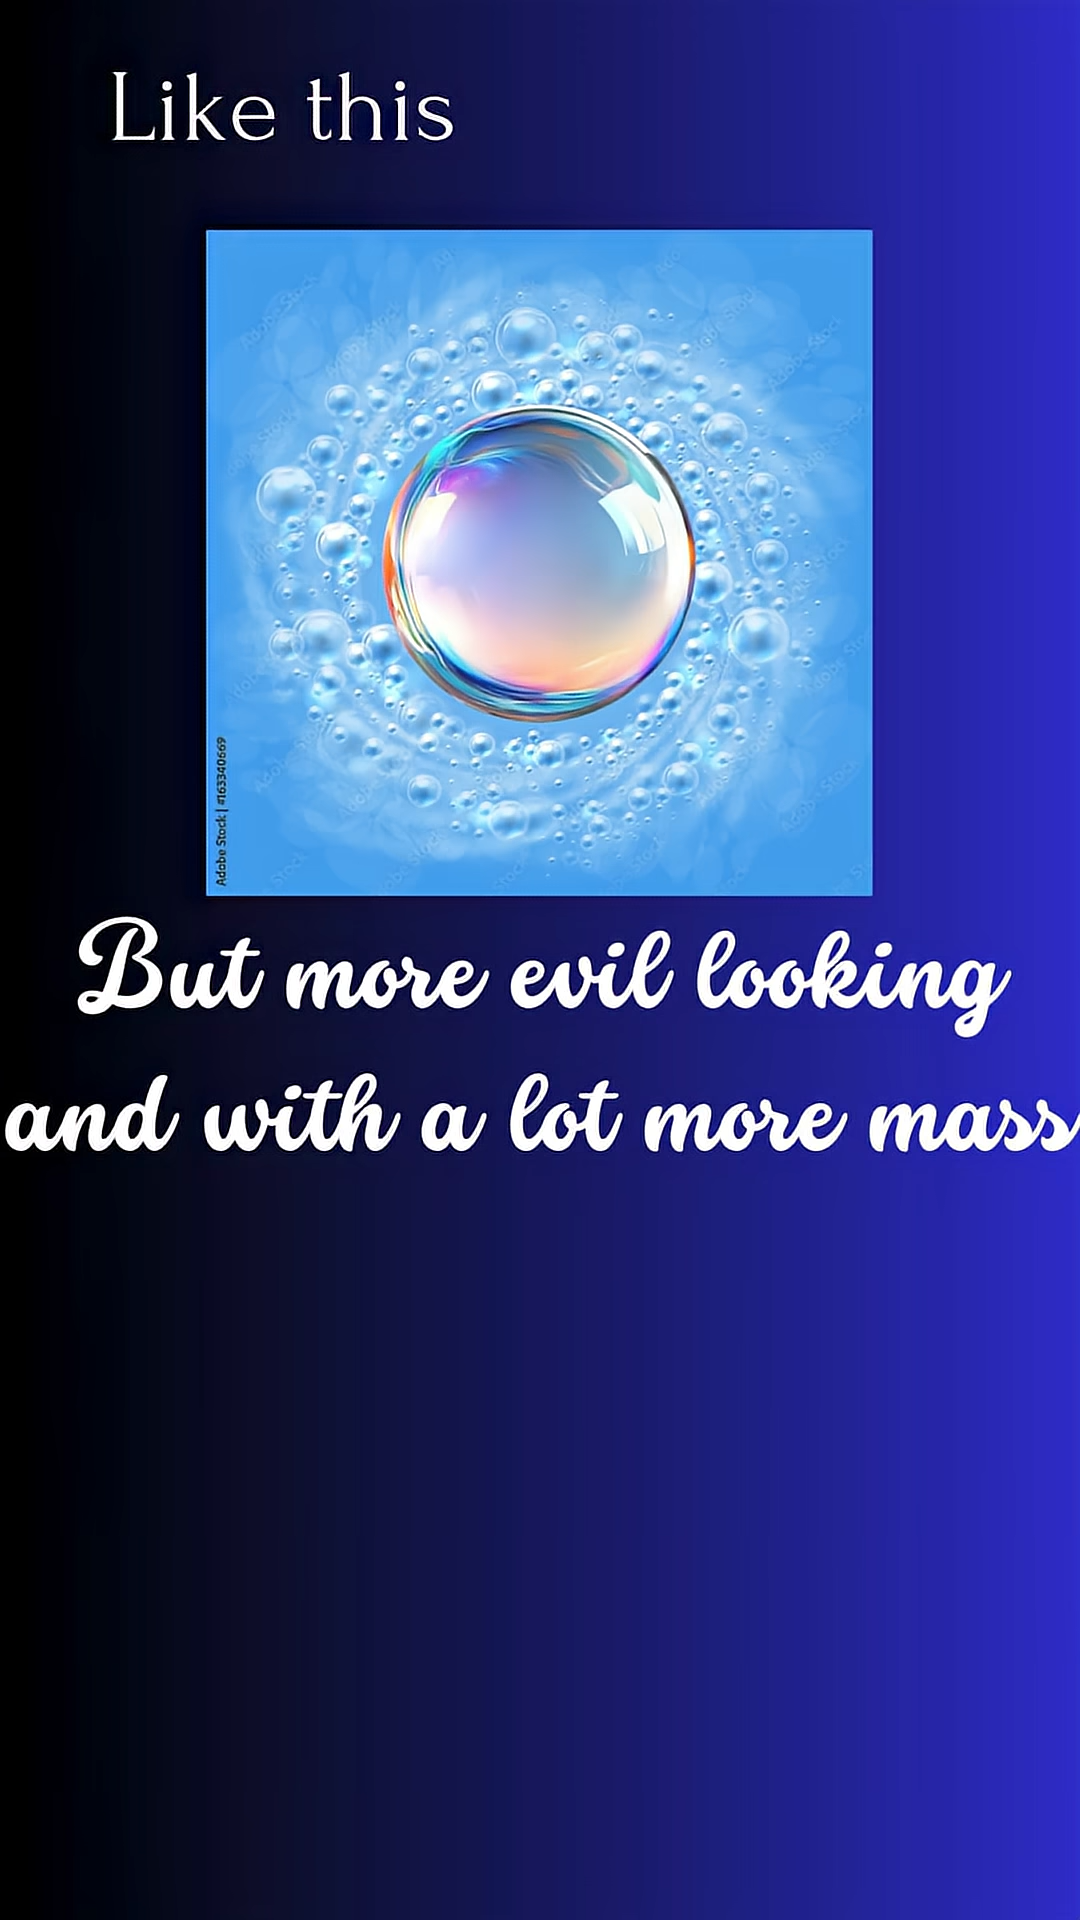 Like this
Adobe Stock | #163340669
But more evil looking
and with a lot more mass